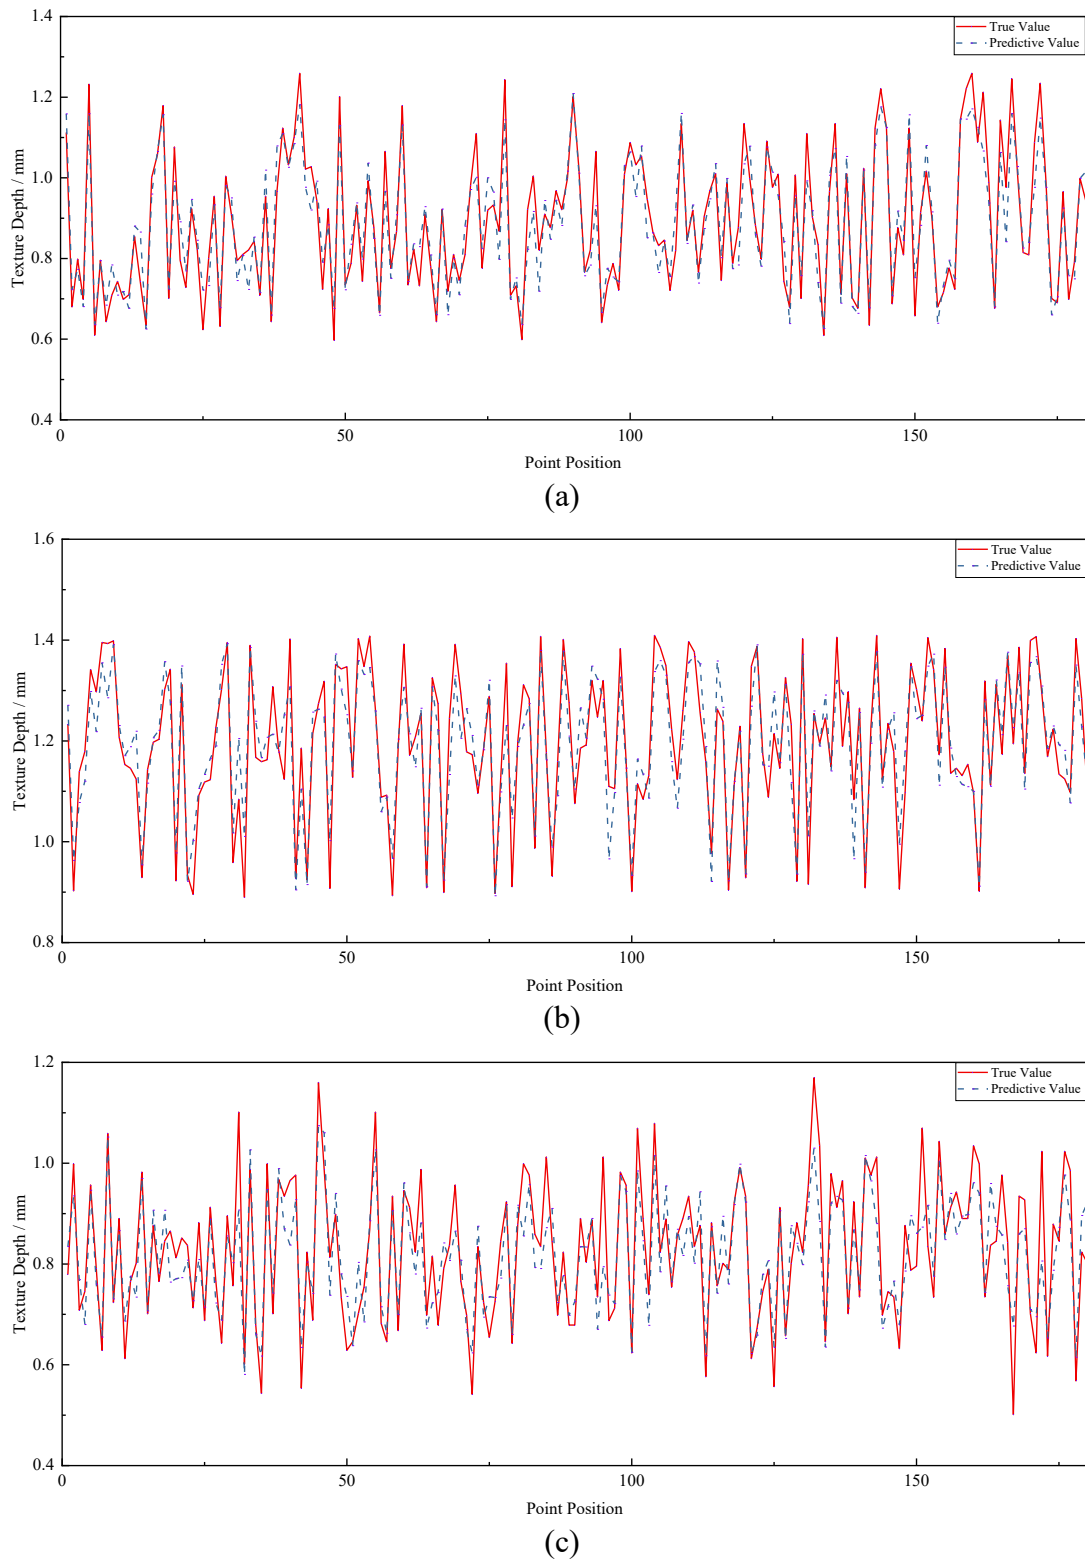 1.4
True Value
Predictive Value
1.2
1.0
0.8
0.6
0.4
Texture Depth / mm
0
50
100
150
Point Position
(a)
1.6
True Value
Predictive Value
1.4
1.2
1.0
0.8
Texture Depth / mm
0
50
100
150
Point Position
(b)
1.2
True Value
Predictive Value
1.0
0.8
0.6
0.4
Texture Depth / mm
0
50
100
150
Point Position
(c)